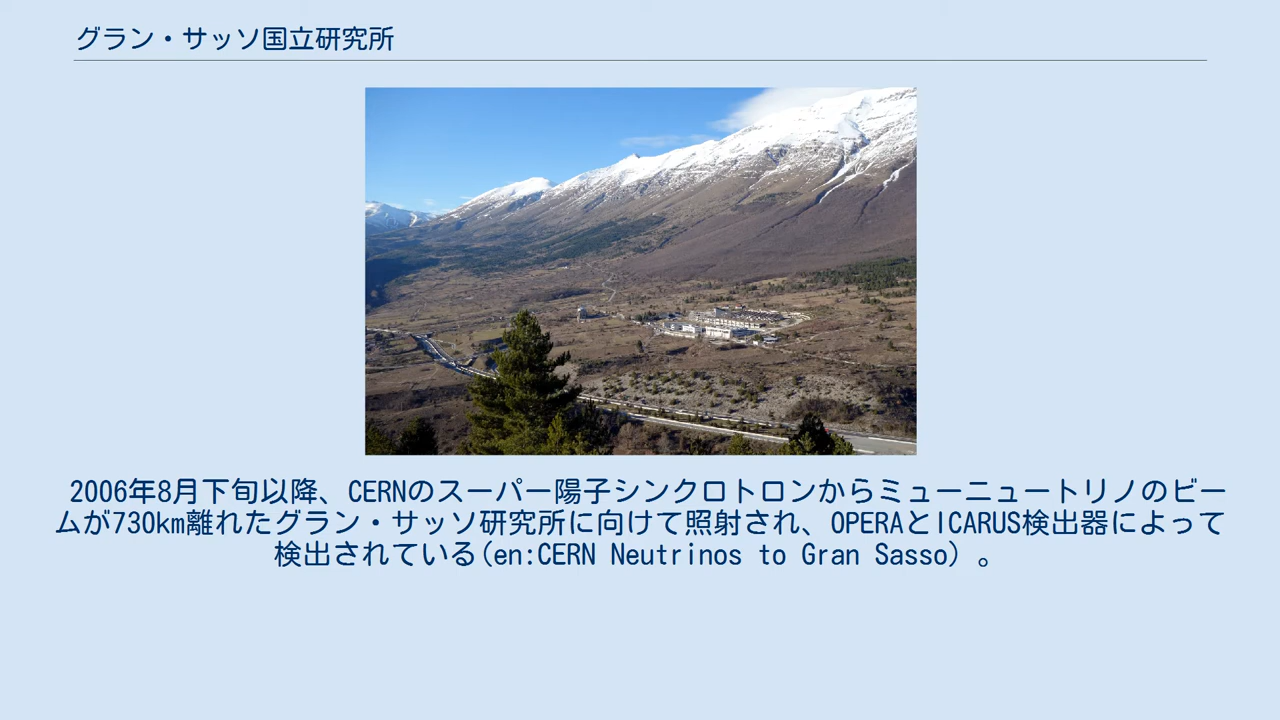 グラン・サッソ国立研究所
2006年8月下旬以降、CERNのスーパー陽子シンクロトロンからミューニュートリノのビー
ムが730km離れたグラン・サッソ研究所に向けて照射され、OPERAとICARUS検出器によって
検出されている(en:CERN Neutrinos to Gran Sasso) 。